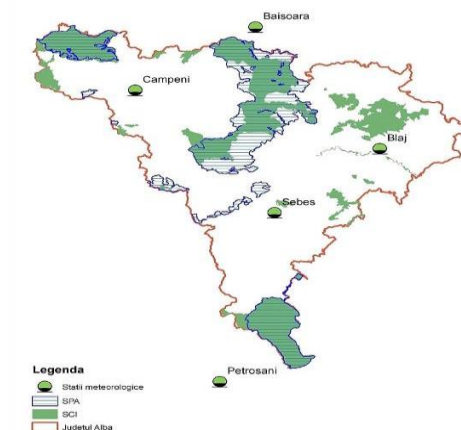 Baisoara
Campeni
Blaj
Sebes
Petrosani
Legenda
Statii meteorologice
SPA
SCI
Judetul Alba